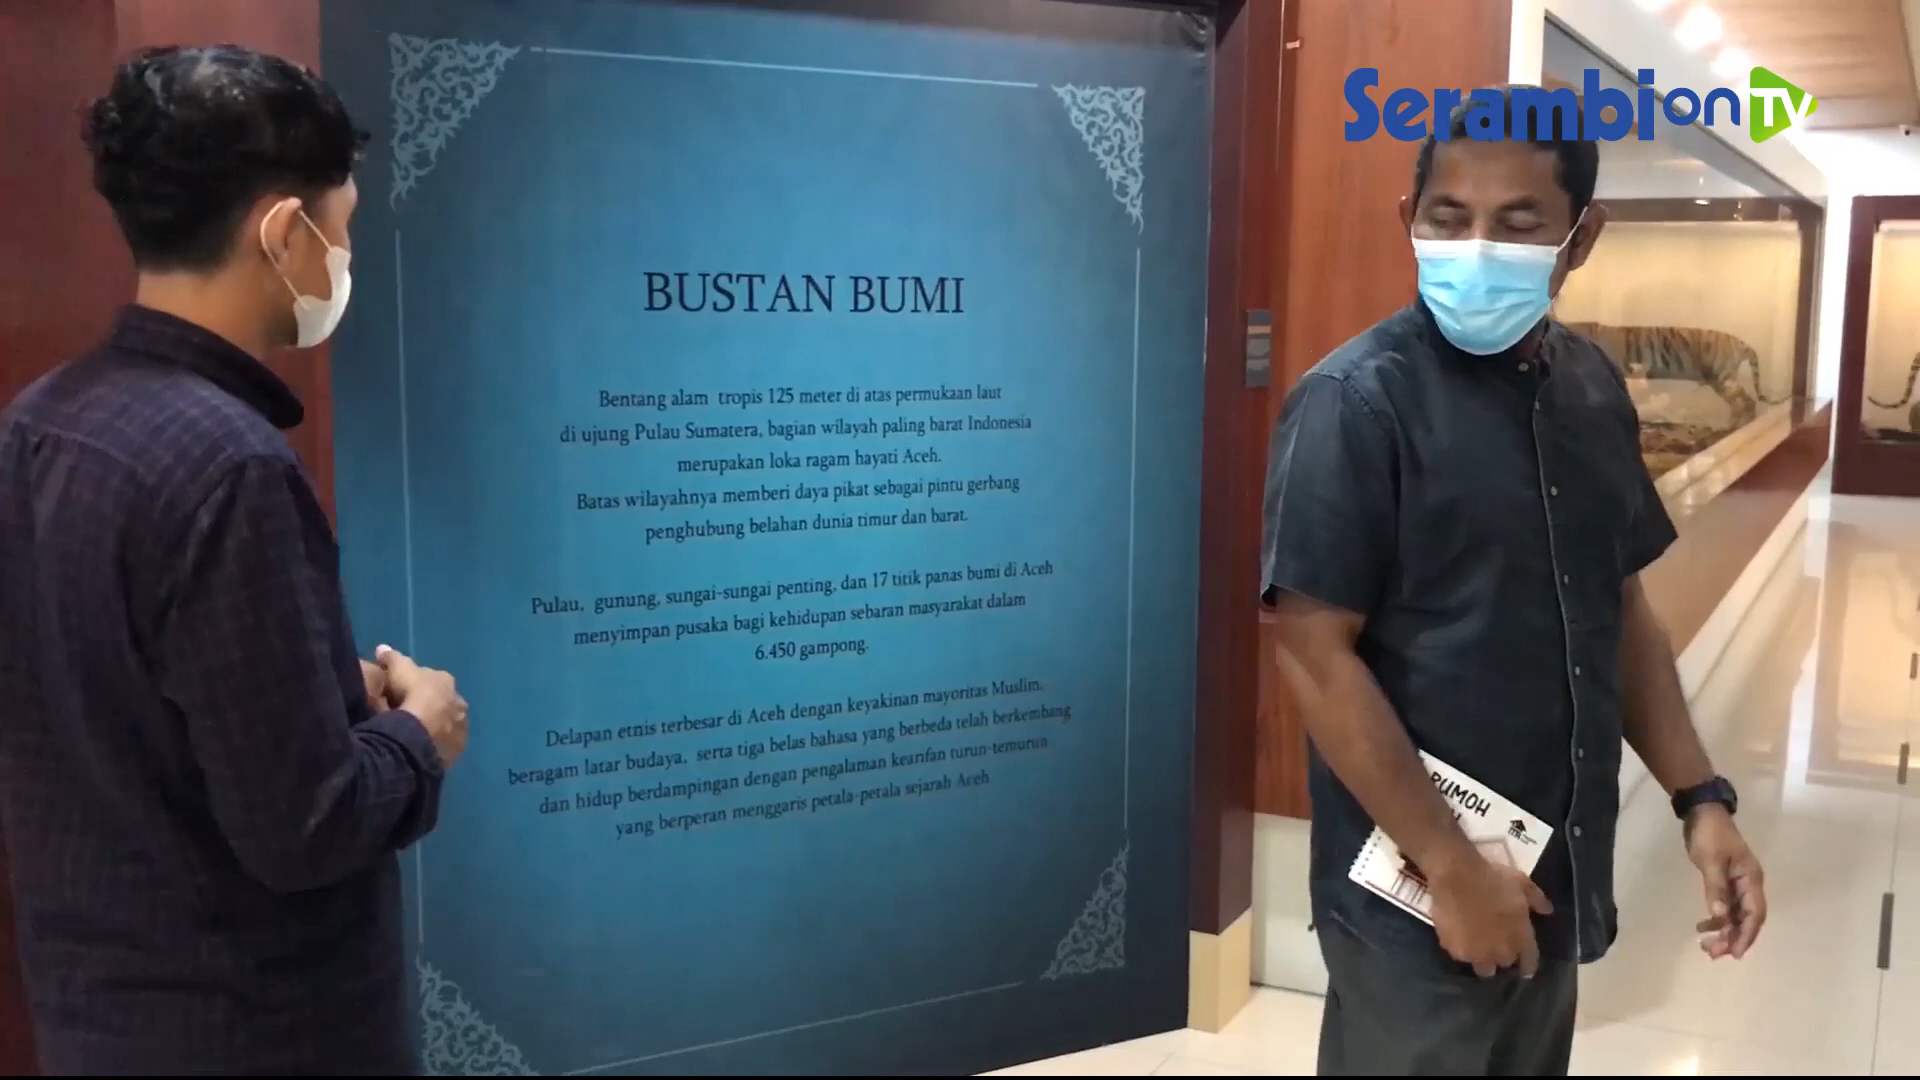 Serambi on TV
BUSTAN BUMI
Bentang alam tropis 125 meter di atas permukaan laut
di ujung Pulau Sumatera, bagian wilayah paling barat Indonesia
merupakan loka ragam hayati Aceh.
Batas wilayahnya memberi daya pikat sebagai pintu gerbang
penghubung belahan dunia timur dan barat.
Pulau, gunung, sungai-sungai penting, dan 17 titik panas bumi di Aceh
menyimpan pusaka bagi kehidupan sebaran masyarakat dalam
6.450 gampong.
Delapan etnis terbesar di Aceh dengan keyakinan mayoritas Muslim,
beragam latar budaya, serta tiga belas bahasa yang berbeda telah berkembang
dan hidup berdampingan dengan pengalaman keanfan turun-temurun
yang berperan menggaris petala-petala sejarah Aceh
RUMOH